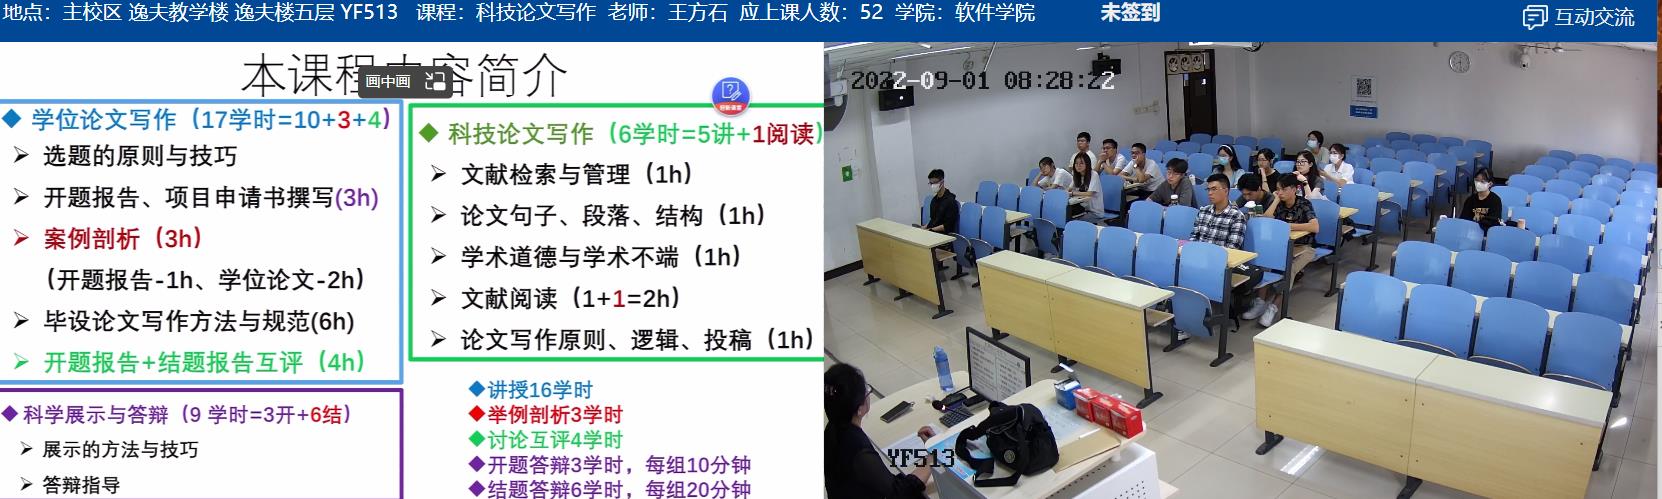 地点：主校区 逸夫教学楼 逸夫楼五层 YF513 课程：科技论文写作 老师：王方石 应上课人数：52 学院：软件学院 未签到 互动交流
本课程内容简介
画中画
◆ 学位论文写作（17学时=10+3+4）
➢ 选题的原则与技巧
➢ 开题报告、项目申请书撰写(3h)
➢ 案例剖析（3h）
（开题报告-1h、学位论文-2h）
➢ 毕设论文写作方法与规范(6h)
➢ 开题报告+结题报告互评（4h）
◆ 科学展示与答辩（9 学时=3开+6结）
➢ 展示的方法与技巧
➢ 答辩指导
◆ 科技论文写作（6学时=5讲+1阅读）
➢ 文献检索与管理（1h）
➢ 论文句子、段落、结构（1h）
➢ 学术道德与学术不端（1h）
➢ 文献阅读（1+1=2h）
➢ 论文写作原则、逻辑、投稿（1h）
◆讲授16学时
◆举例剖析3学时
◆讨论互评4学时
◆开题答辩3学时，每组10分钟
◆结题答辩6学时，每组20分钟
2022-09-01 08:28:22
YF513